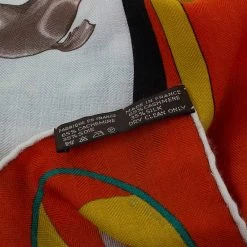 FABRIQUE EN FRANCE
65% CACHEMIRE
35% SOIE
MADE IN FRANCE
65% CASHMERE
35% SILK
DRY CLEAN ONLY